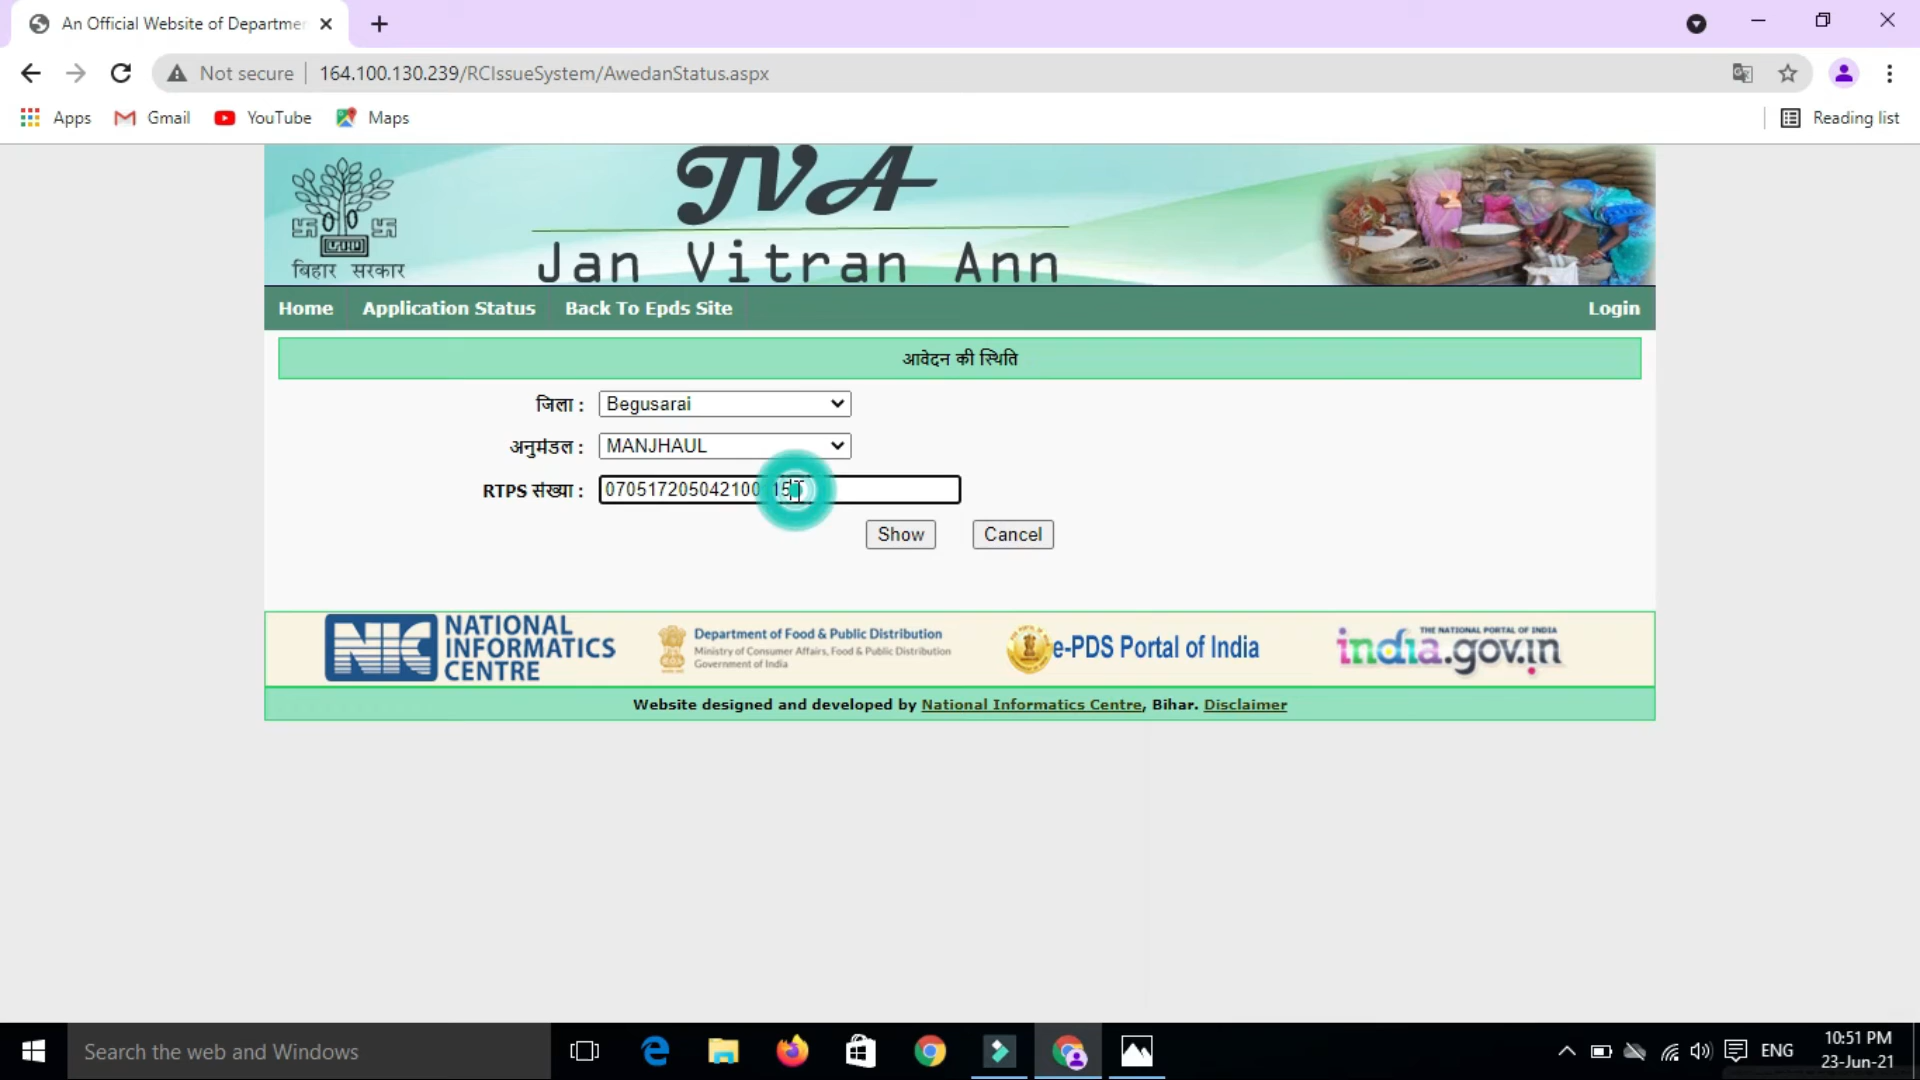 An Official Website of Departmen
Not secure
164.100.130.239/RCIssueSystem/AwedanStatus.aspx
Apps
Gmail
YouTube
Maps
Reading list
बिहार सरकार
JVA
Jan Vitran Ann
Home
Application Status
Back To Epds Site
Login
आवेदन की स्थिति
जिला :
Begusarai
अनुमंडल :
MANJHAUL
RTPS संख्या :
Show
Cancel
NIC
NATIONAL
INFORMATICS
CENTRE
Department of Food & Public Distribution
Ministry of Consumer Affairs, Food & Public Distribution
Government of India
e-PDS Portal of India
THE NATIONAL PORTAL OF INDIA
india.gov.in
Website designed and developed by National Informatics Centre, Bihar. Disclaimer
Search the web and Windows
ENG
10:51 PM
23-Jun-21